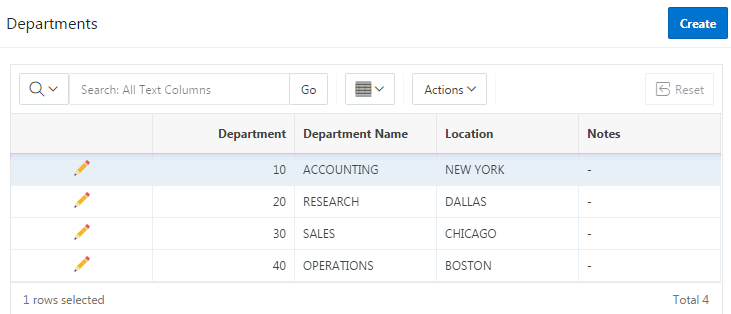 Departments Create
Search: All Text Columns Go Actions Reset
Department Department Name Location Notes
10 ACCOUNTING NEW YORK -
20 RESEARCH DALLAS -
30 SALES CHICAGO -
40 OPERATIONS BOSTON -
1 rows selected Total 4